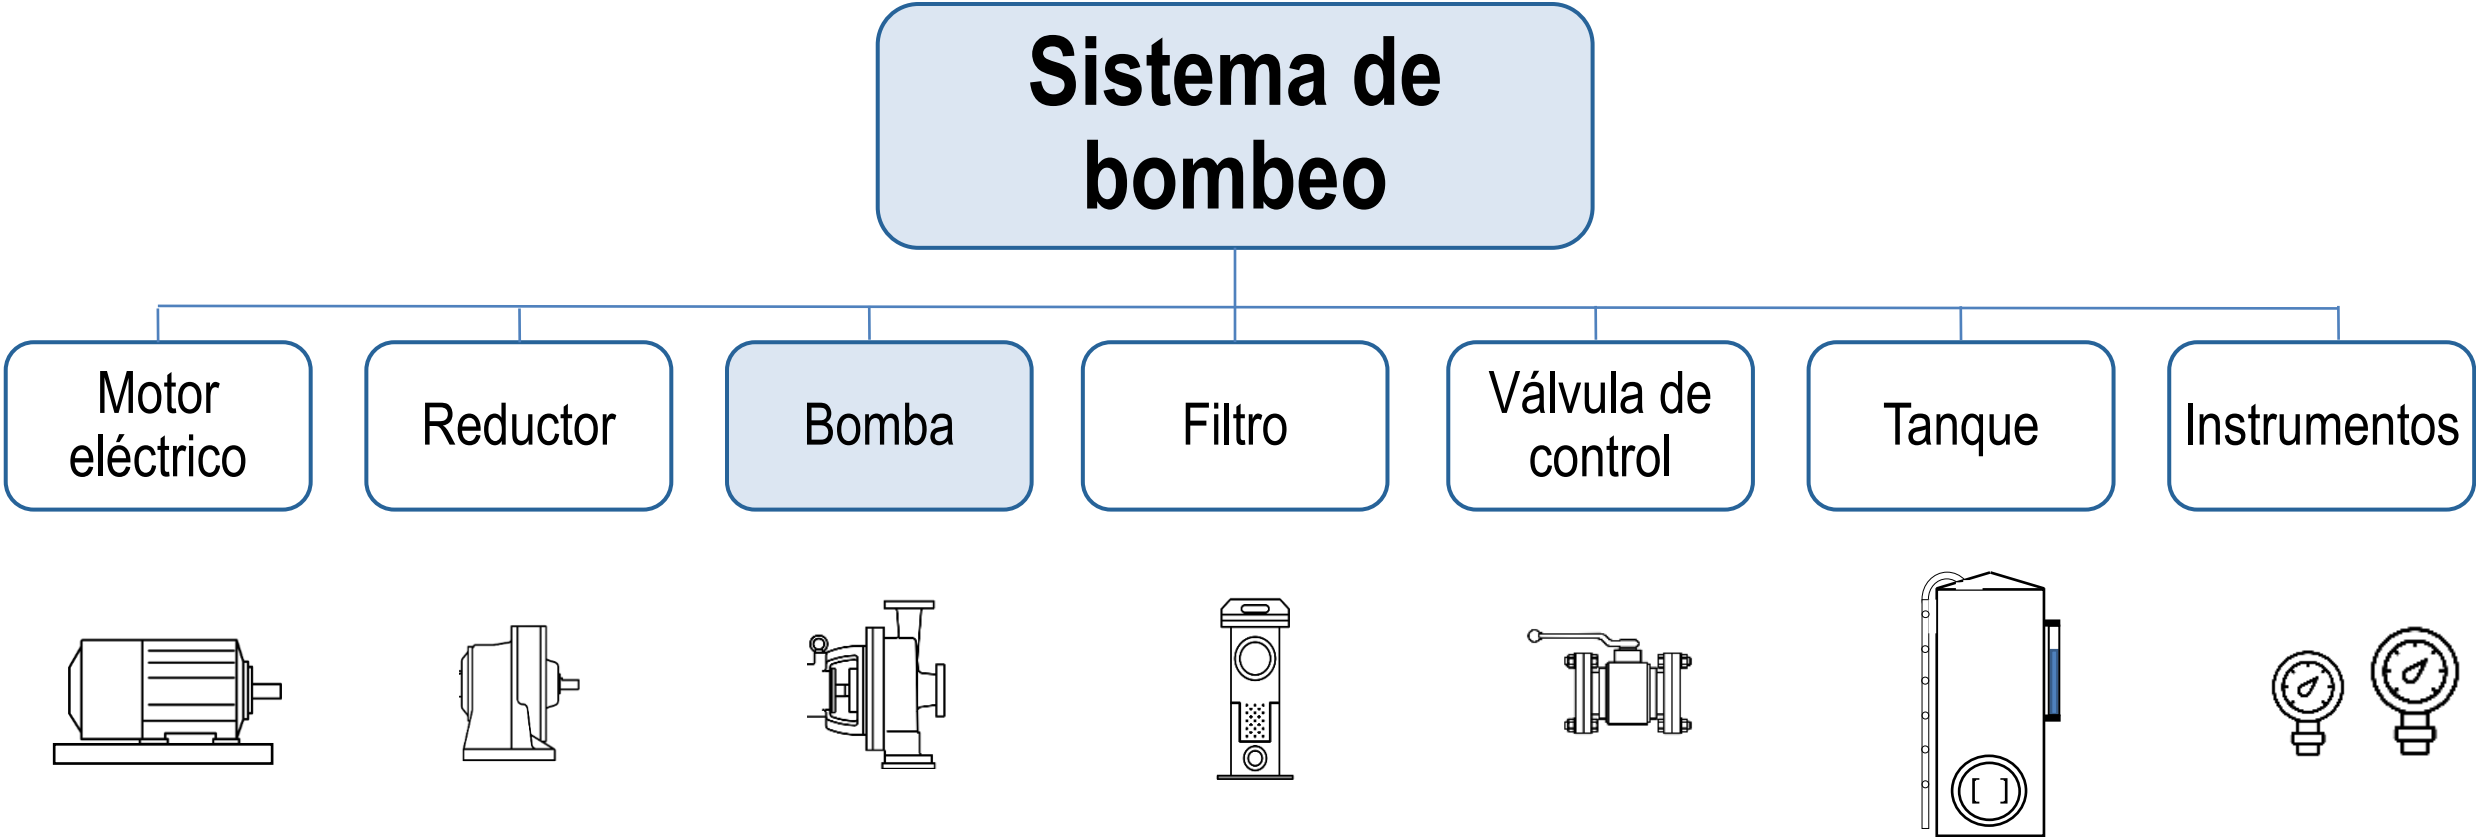 Sistema de
bombeo
Motor
eléctrico
Reductor
Bomba
Filtro
Válvula de
control
Tanque
Instrumentos
[ ]